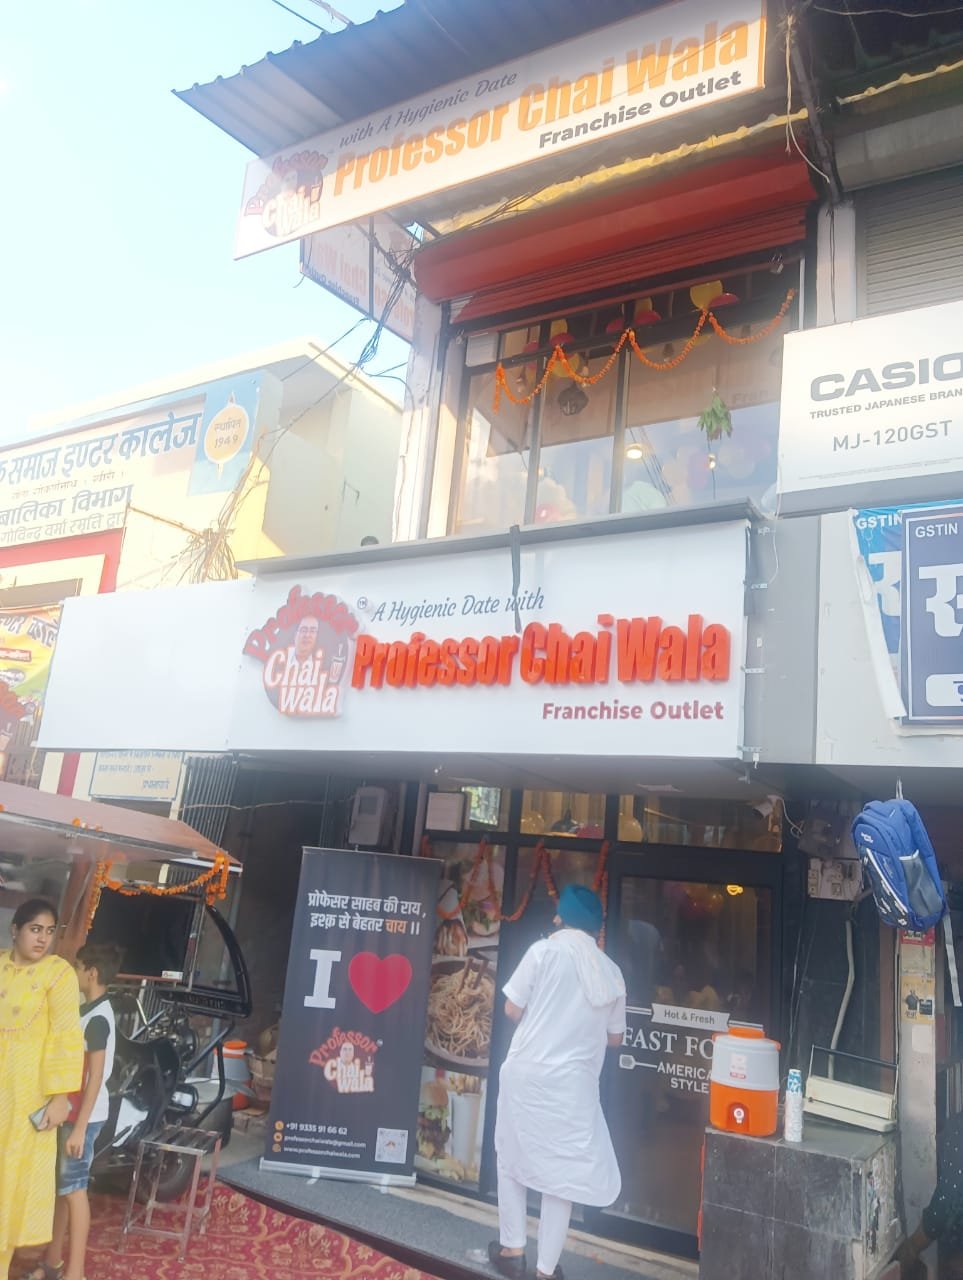 with A Hygienic Date
Professor Chai Wala
Franchise Outlet
Professor
Chai
Wala
क समाज इण्टर कालेज
स्थापित
1949
बालिका विभाग
CASIO
TRUSTED JAPANESE BRAN
MJ-120GST
GSTIN
GSTIN
A Hygienic Date with
Professor Chai Wala
Franchise Outlet
Professor
Chai
Wala
प्रोफेसर साहब की राय,
इश्क़ से बेहतर चाय ।।
I
Professor
Chai
Wala
+91 9335 91 66 62
professorchaiwala@gmail.com
www.professorchaiwala.com
Hot & Fresh
FAST FO
AMERICA
STYLE